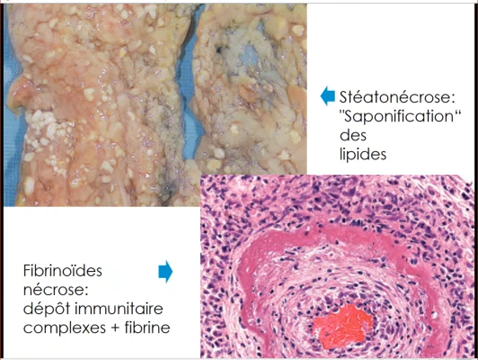 Stéatonécrose:
"Saponification“
des
lipides
Fibrinoïdes
nécrose:
dépôt immunitaire
complexes + fibrine